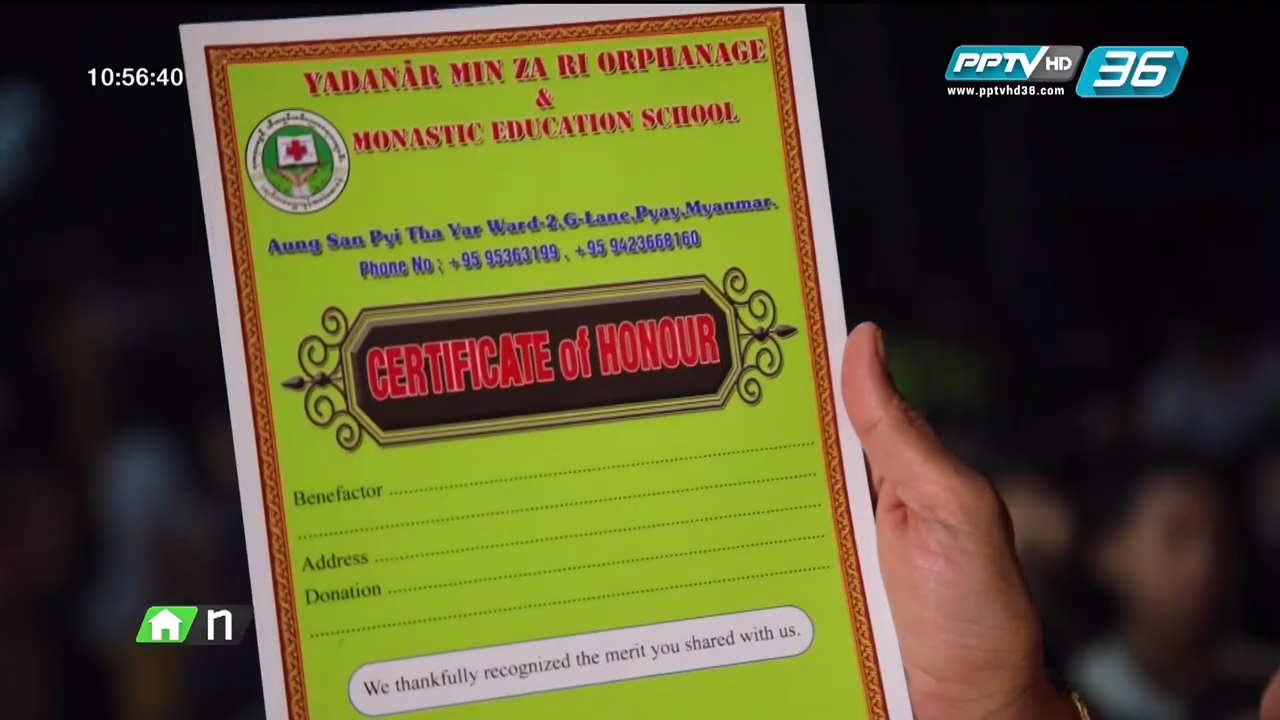 10:56:40
PPTV HD 36
www.pptvhd36.com
YADANAR MIN ZA RI ORPHANAGE
&
MONASTIC EDUCATION SCHOOL
Aung San Pyi Tha Yar Ward-2,G-Lane,Pyay,Myanmar.
Phone No : +95 95363199 , +95 9423668160
CERTIFICATE of HONOUR
Benefactor
Address
Donation
We thankfully recognized the merit you shared with us.
n